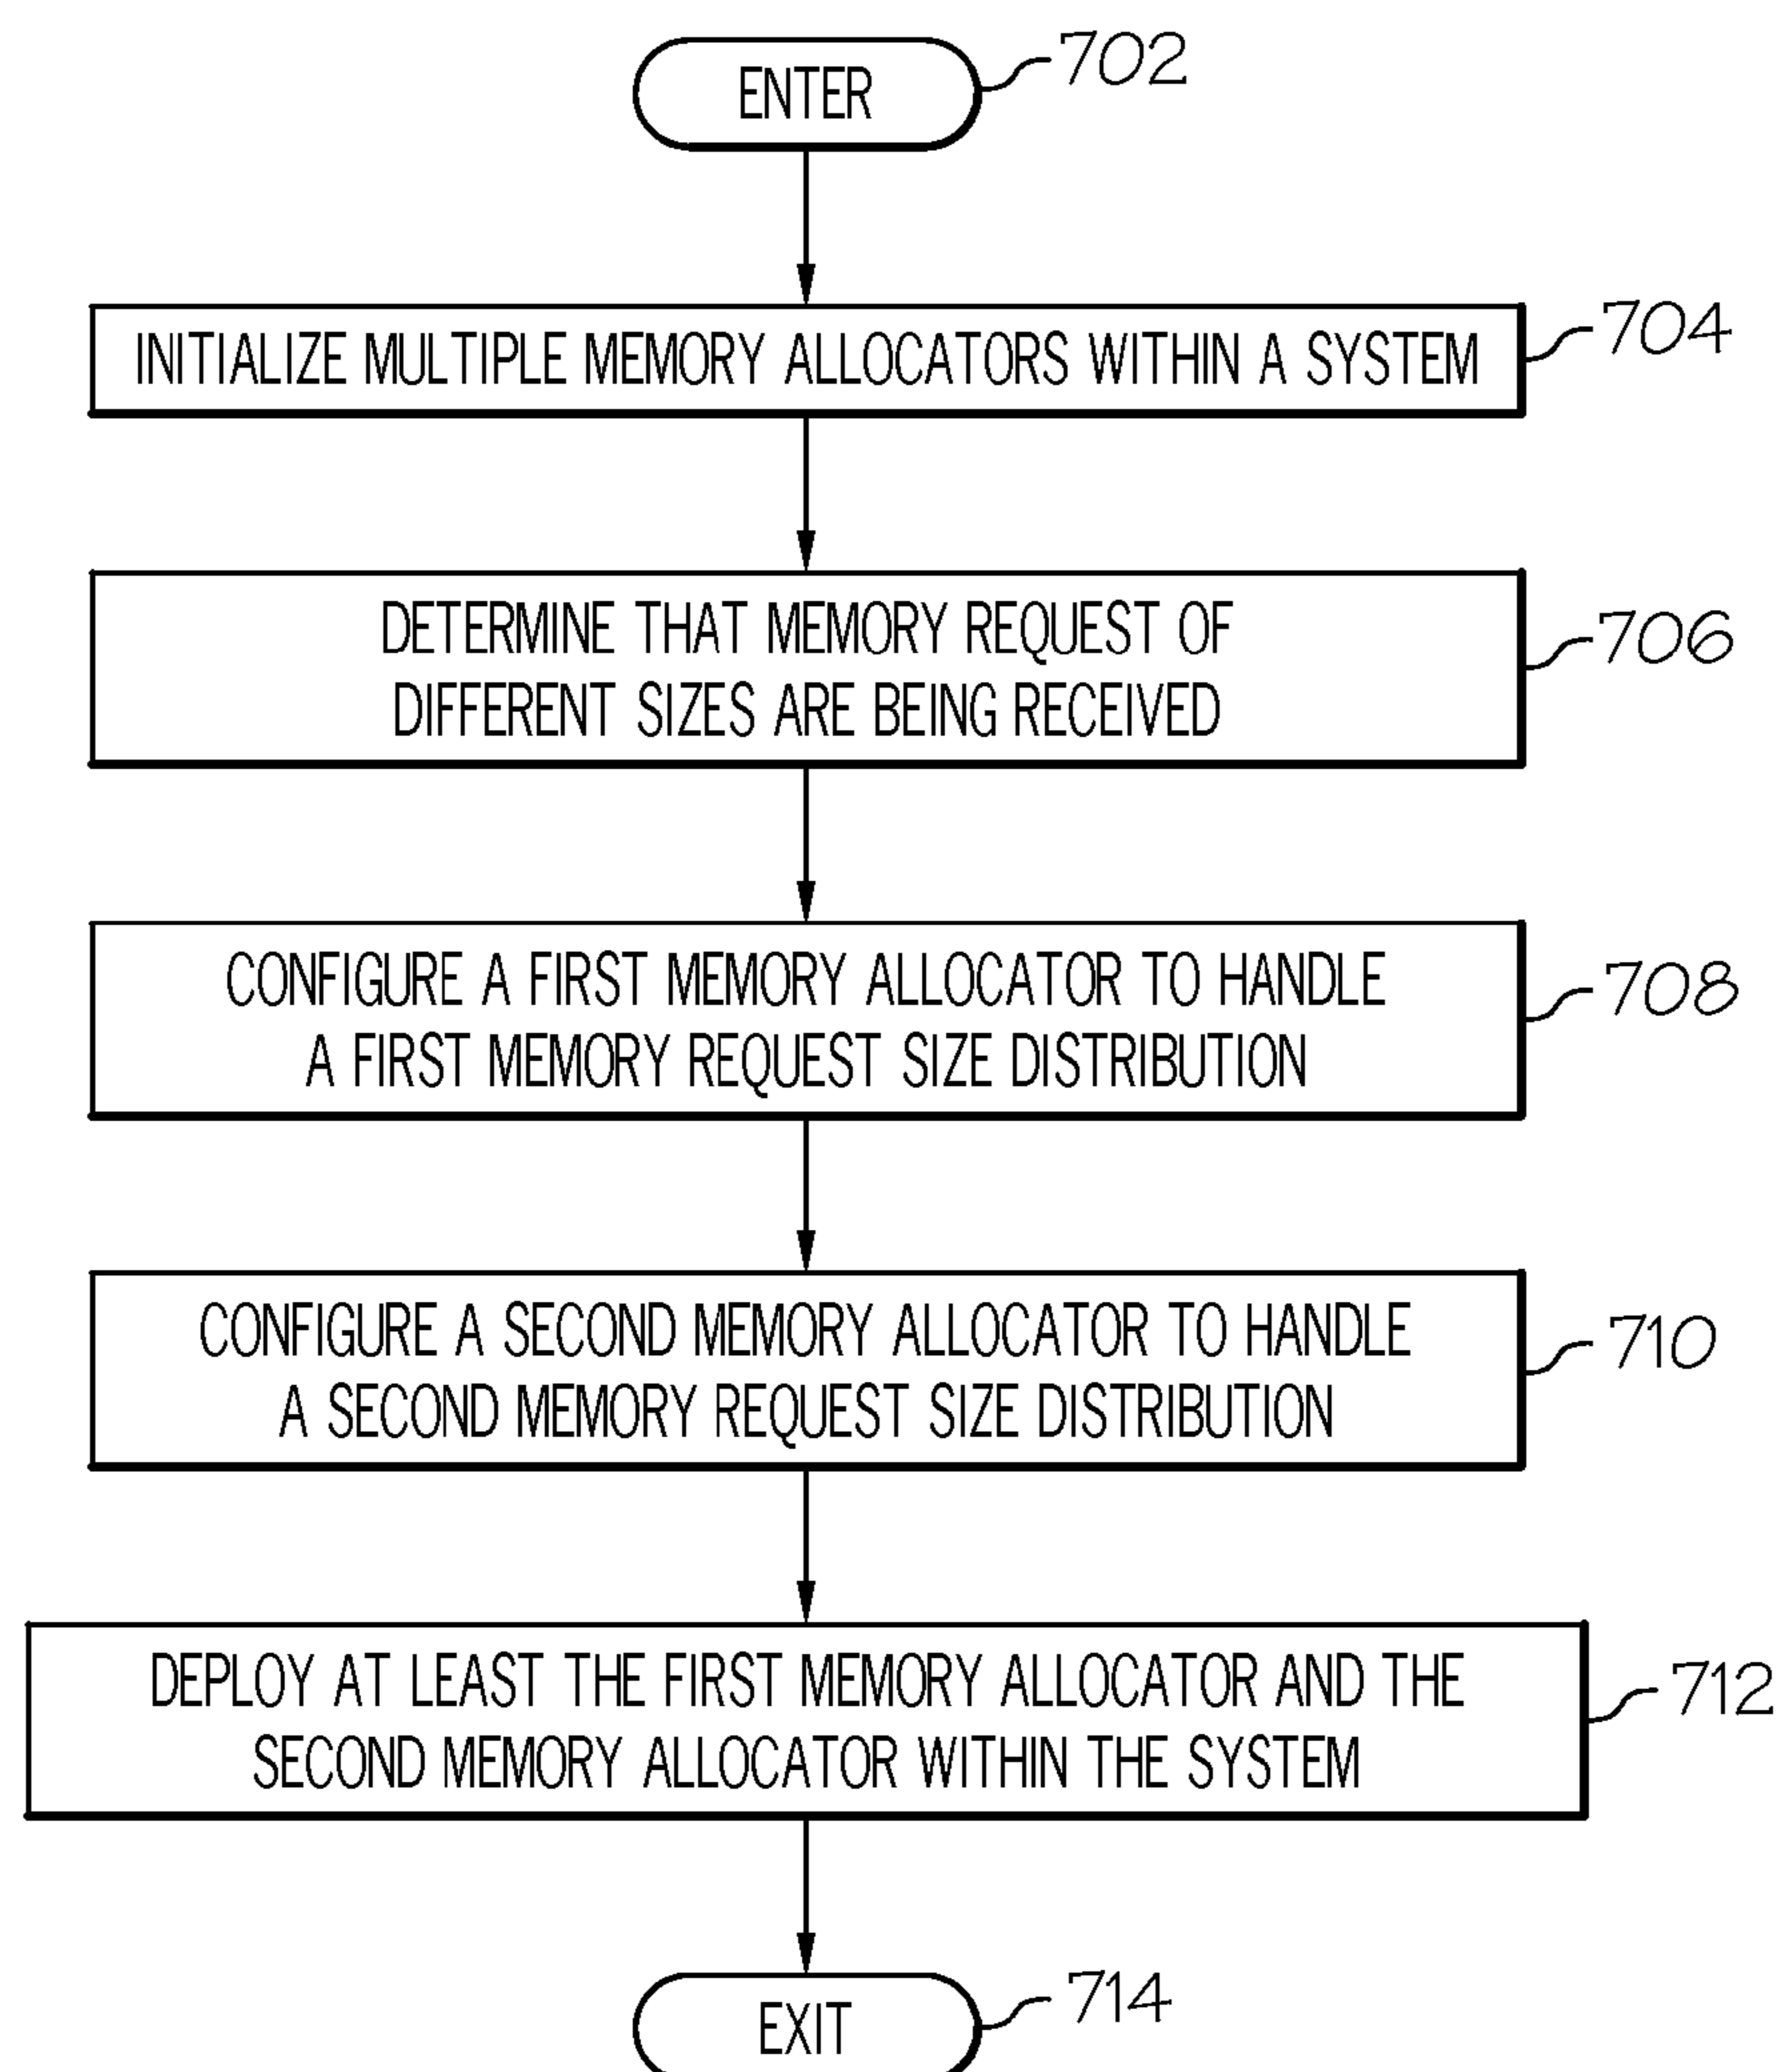 ENTER
702
INITIALIZE MULTIPLE MEMORY ALLOCATORS WITHIN A SYSTEM
704
DETERMINE THAT MEMORY REQUEST OF
DIFFERENT SIZES ARE BEING RECEIVED
706
CONFIGURE A FIRST MEMORY ALLOCATOR TO HANDLE
A FIRST MEMORY REQUEST SIZE DISTRIBUTION
708
CONFIGURE A SECOND MEMORY ALLOCATOR TO HANDLE
A SECOND MEMORY REQUEST SIZE DISTRIBUTION
710
DEPLOY AT LEAST THE FIRST MEMORY ALLOCATOR AND THE
SECOND MEMORY ALLOCATOR WITHIN THE SYSTEM
712
EXIT
714